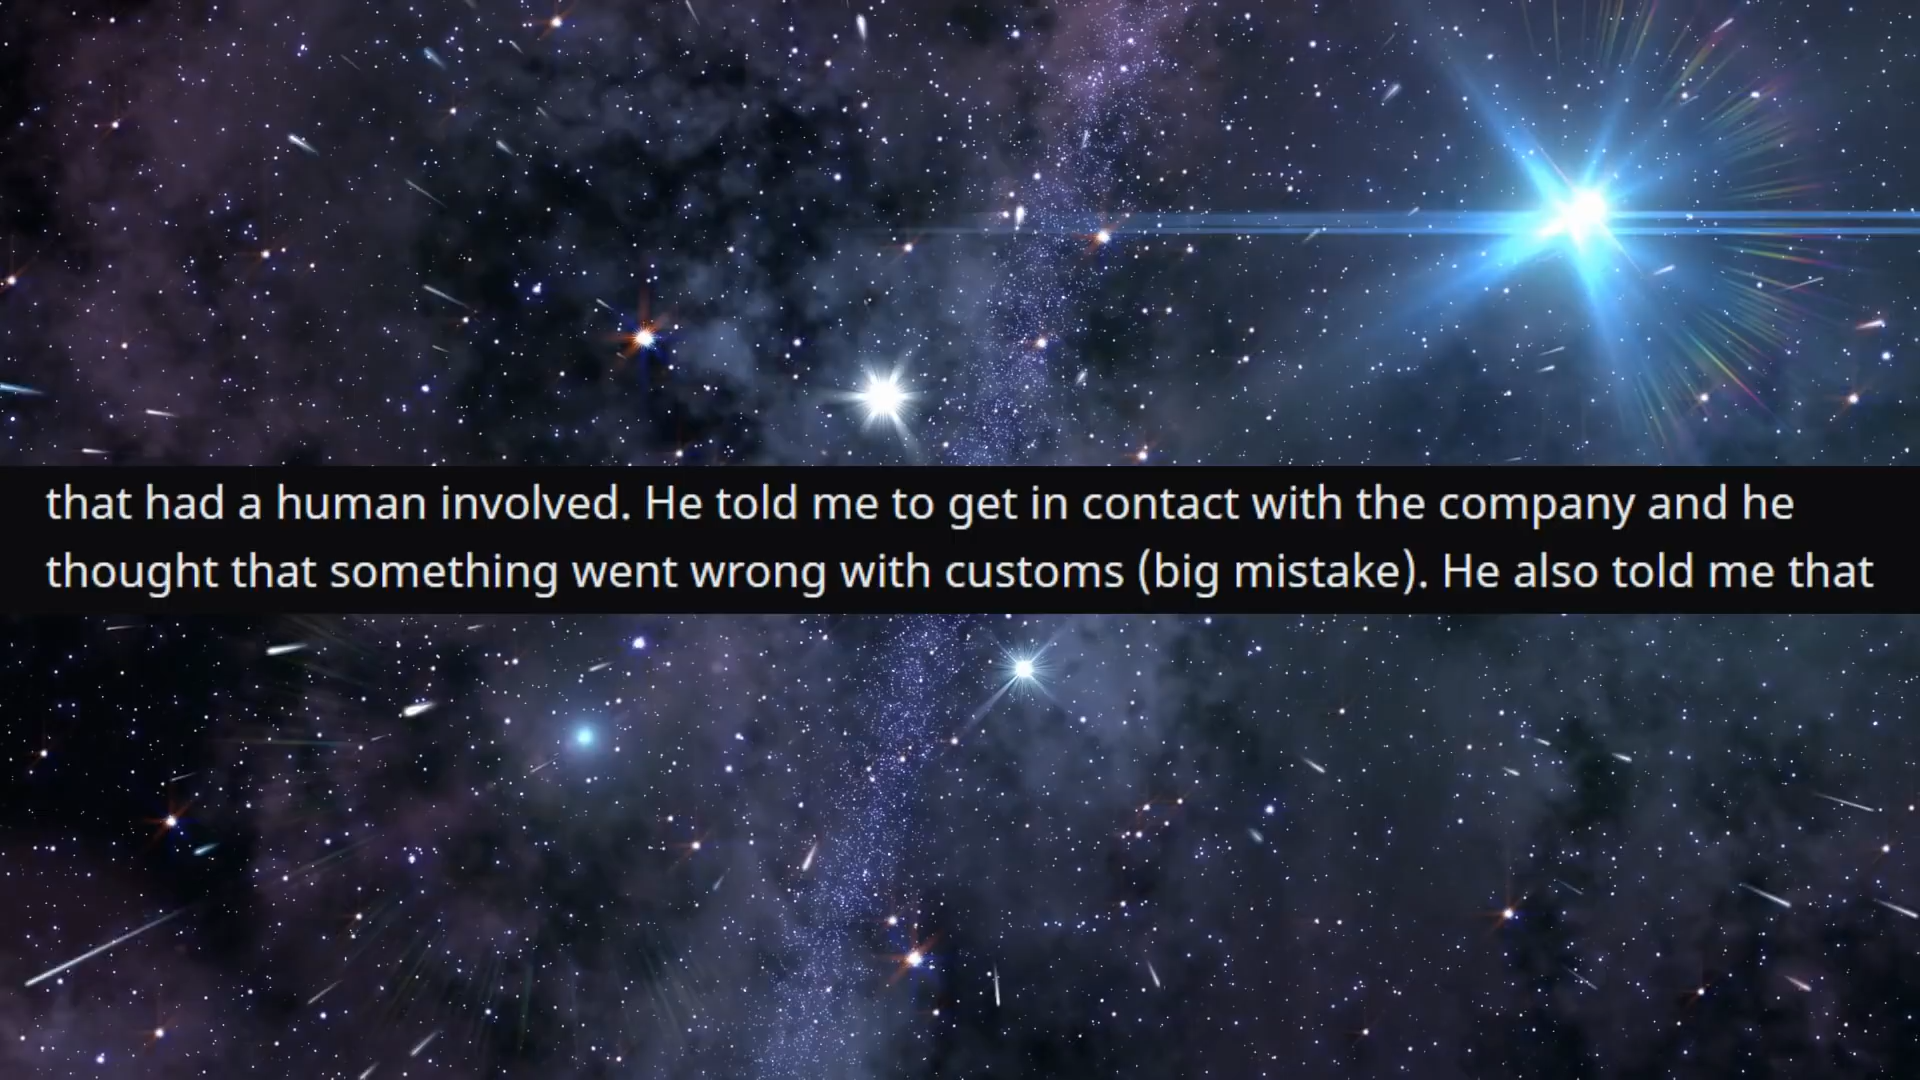 that had a human involved. He told me to get in contact with the company and he
thought that something went wrong with customs (big mistake). He also told me that